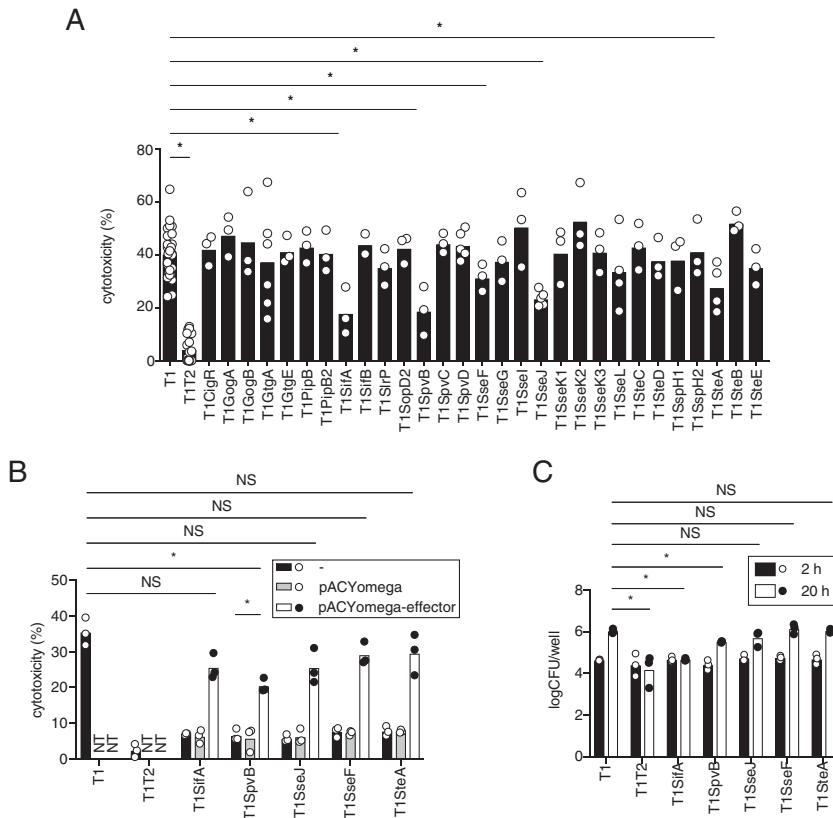 A
*
*
*
*
*
*
80
60
40
20
0
cytotoxicity (%)
T1
T1T2
T1CigR
T1GogA
T1GogB
T1GtgA
T1GtgE
T1PipB
T1PipB2
T1SifA
T1SifB
T1SlrP
T1SopD2
T1SpvB
T1SpvC
T1SpvD
T1SseF
T1SseG
T1SseI
T1SseJ
T1SseK1
T1SseK2
T1SseK3
T1SseL
T1SteC
T1SteD
T1SspH1
T1SspH2
T1SteA
T1SteB
T1SteE
B
NS
NS
NS
*
NS
*
-
pACYomega
pACYomega-effector
50
40
30
20
10
0
cytotoxicity (%)
NT
NT
NT
NT
T1
T1T2
T1SifA
T1SpvB
T1SseJ
T1SseF
T1SteA
C
NS
NS
NS
*
*
*
2 h
20 h
8
6
4
2
0
logCFU/well
T1
T1T2
T1SifA
T1SpvB
T1SseJ
T1SseF
T1SteA